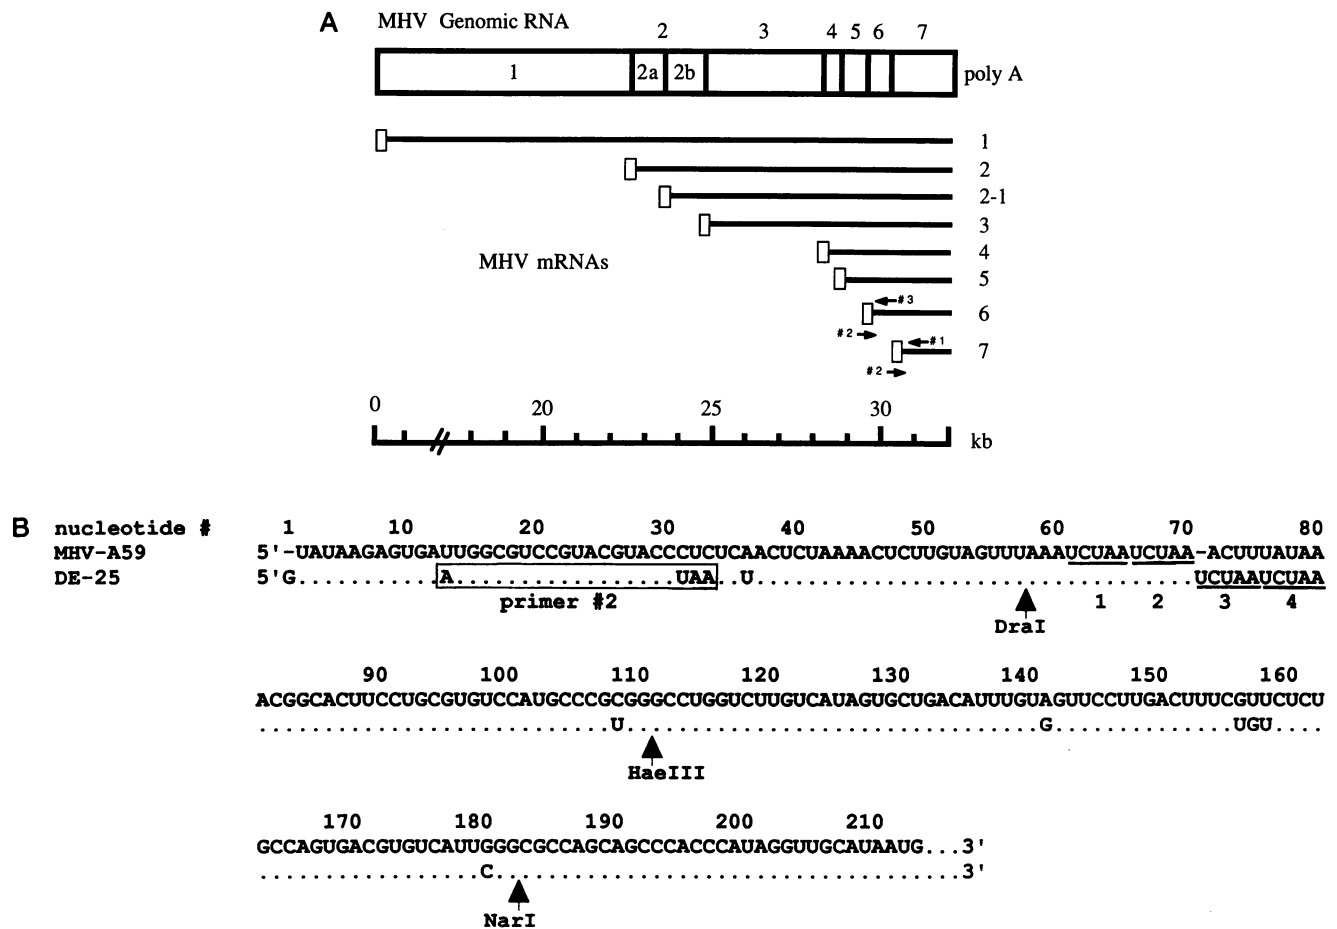 A
MHV Genomic RNA
2 3 4 5 6 7
1 2a 2b poly A
1
2
2-1
3
MHV mRNAs
4
5
#3
6
#2
#1
7
#2
0 20 25 30
kb
B nucleotide # 1 10 20 30 40 50 60 70 80
MHV-A59 5'-UAUAAGAGUGAUUGGCGUCCGUACGUACCCUCUCAACUCUAAAACUCUUGUAGUUUAAAUCUAAUCUAA-ACUUUAUAA
DE-25 5'G...........A.................UAA..U..................................UCUAAUCUAA
primer #2 1 2 3 4
DraI
90 100 110 120 130 140 150 160
ACGGCACUUCCUGCGUGUCCAUGCCCGCGGGCCUGGUCUUGUCAUAGUGCUGACAUUUGUAGUUCCUUGACUUUCGUUCUCU
...........................U................................G..............UGU....
HaeIII
170 180 190 200 210
GCCAGUGACGUGUCAUUGGGCGCCAGCAGCCCACCCAUAGGUUGCAUAAUG...3'
.................C....................................3'
NarI